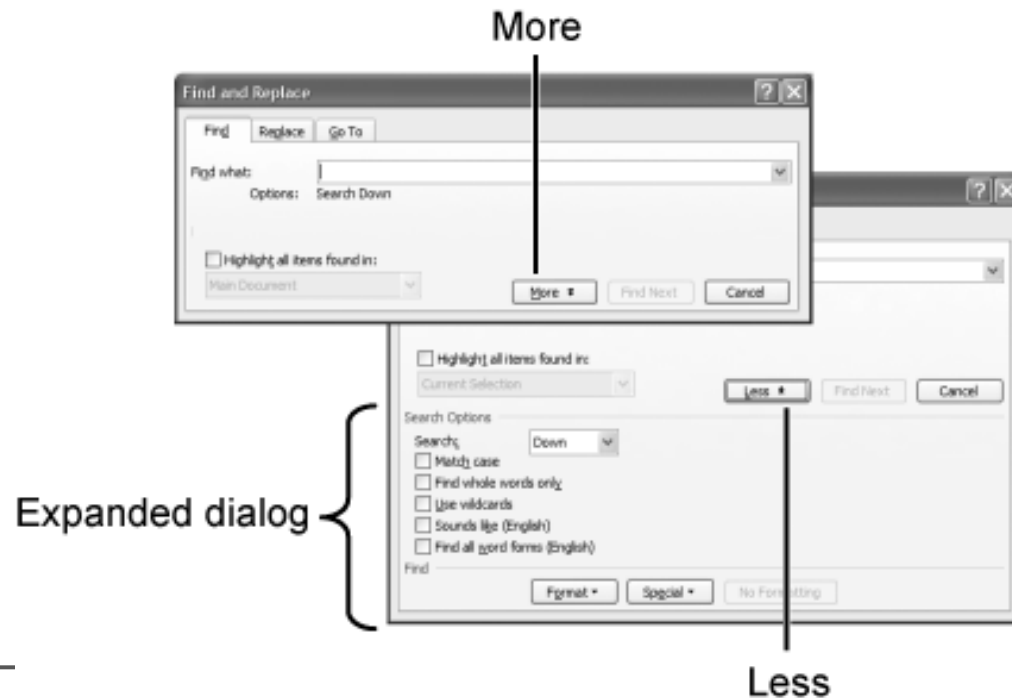 More
Find and Replace
Find Replace Go To
Find what:
Options: Search Down
Highlight all items found in:
Main Document
More Find Next Cancel
Highlight all items found in:
Current Selection
Less Find Next Cancel
Search Options
Search: Down
Match case
Find whole words only
Use wildcards
Sounds like (English)
Find all word forms (English)
Find
Format Special No Formatting
Expanded dialog
Less